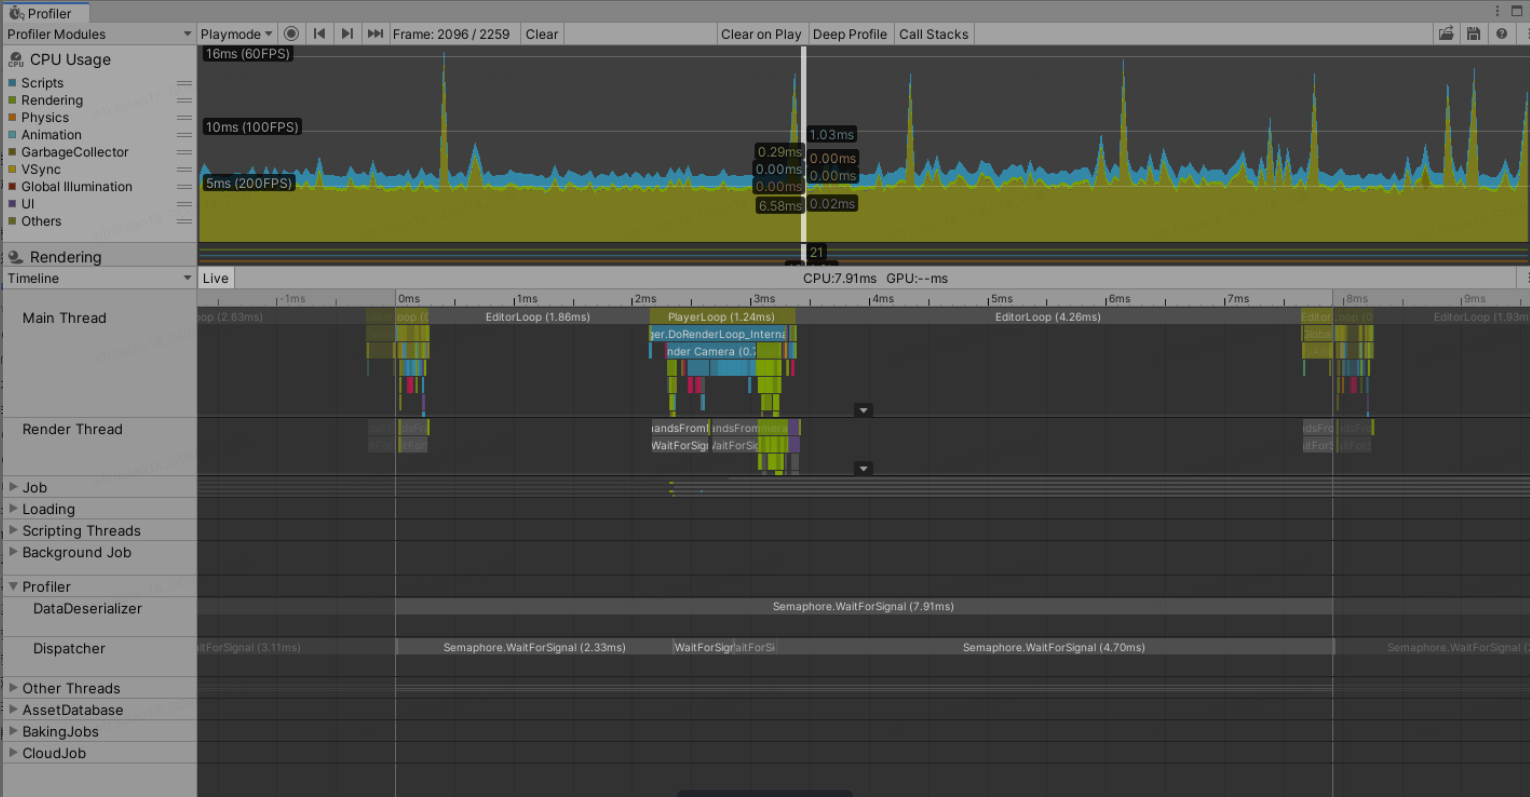 Profiler
Profiler Modules
Playmode
Frame: 2096 / 2259
Clear
Clear on Play
Deep Profile
Call Stacks
CPU Usage
16ms (60FPS)
Scripts
Rendering
Physics
10ms (100FPS)
Animation
1.03ms
GarbageCollector
0.29ms
0.00ms
VSync
0.00ms
0.00ms
Global Illumination
5ms (200FPS)
0.00ms
UI
6.58ms
0.02ms
Others
Rendering
21
Timeline
Live
CPU:7.91ms GPU:--ms
-1ms
0ms
1ms
2ms
3ms
4ms
5ms
6ms
7ms
8ms
9ms
Main Thread
oop (2.63ms)
EditorLoop (1.86ms)
PlayerLoop (1.24ms)
EditorLoop (4.26ms)
EditorLoop (1.93m
ger.DoRenderLoop_Interna
nder Camera (0.7
Render Thread
andsFrom
andsFrom
WaitForSig
aitForSig
Job
Loading
Scripting Threads
Background Job
Profiler
DataDeserializer
Semaphore.WaitForSignal (7.91ms)
Dispatcher
aitForSignal (3.11ms)
Semaphore.WaitForSignal (2.33ms)
WaitForSigr
aitForSi
Semaphore.WaitForSignal (4.70ms)
Semaphore.WaitForSignal (
Other Threads
AssetDatabase
BakingJobs
CloudJob